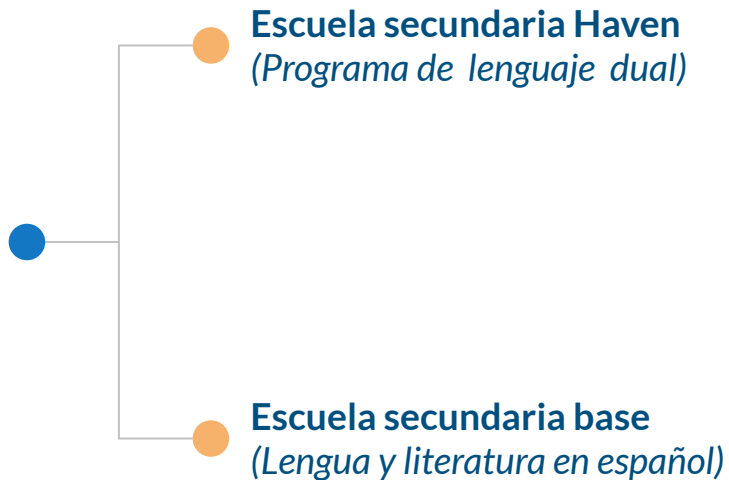 Escuela secundaria Haven
(Programa de lenguaje dual)
Escuela secundaria base
(Lengua y literatura en español)